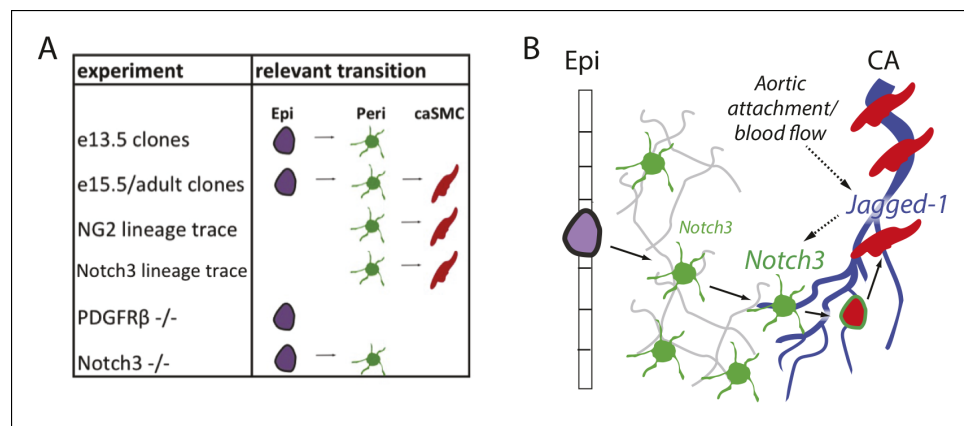 A
experiment relevant transition
Epi Peri caSMC
e13.5 clones
e15.5/adult clones
NG2 lineage trace
Notch3 lineage trace
PDGFRβ -/-
Notch3 -/-
B
Epi
CA
Aortic
attachment/
blood flow
Jagged-1
Notch3
Notch3